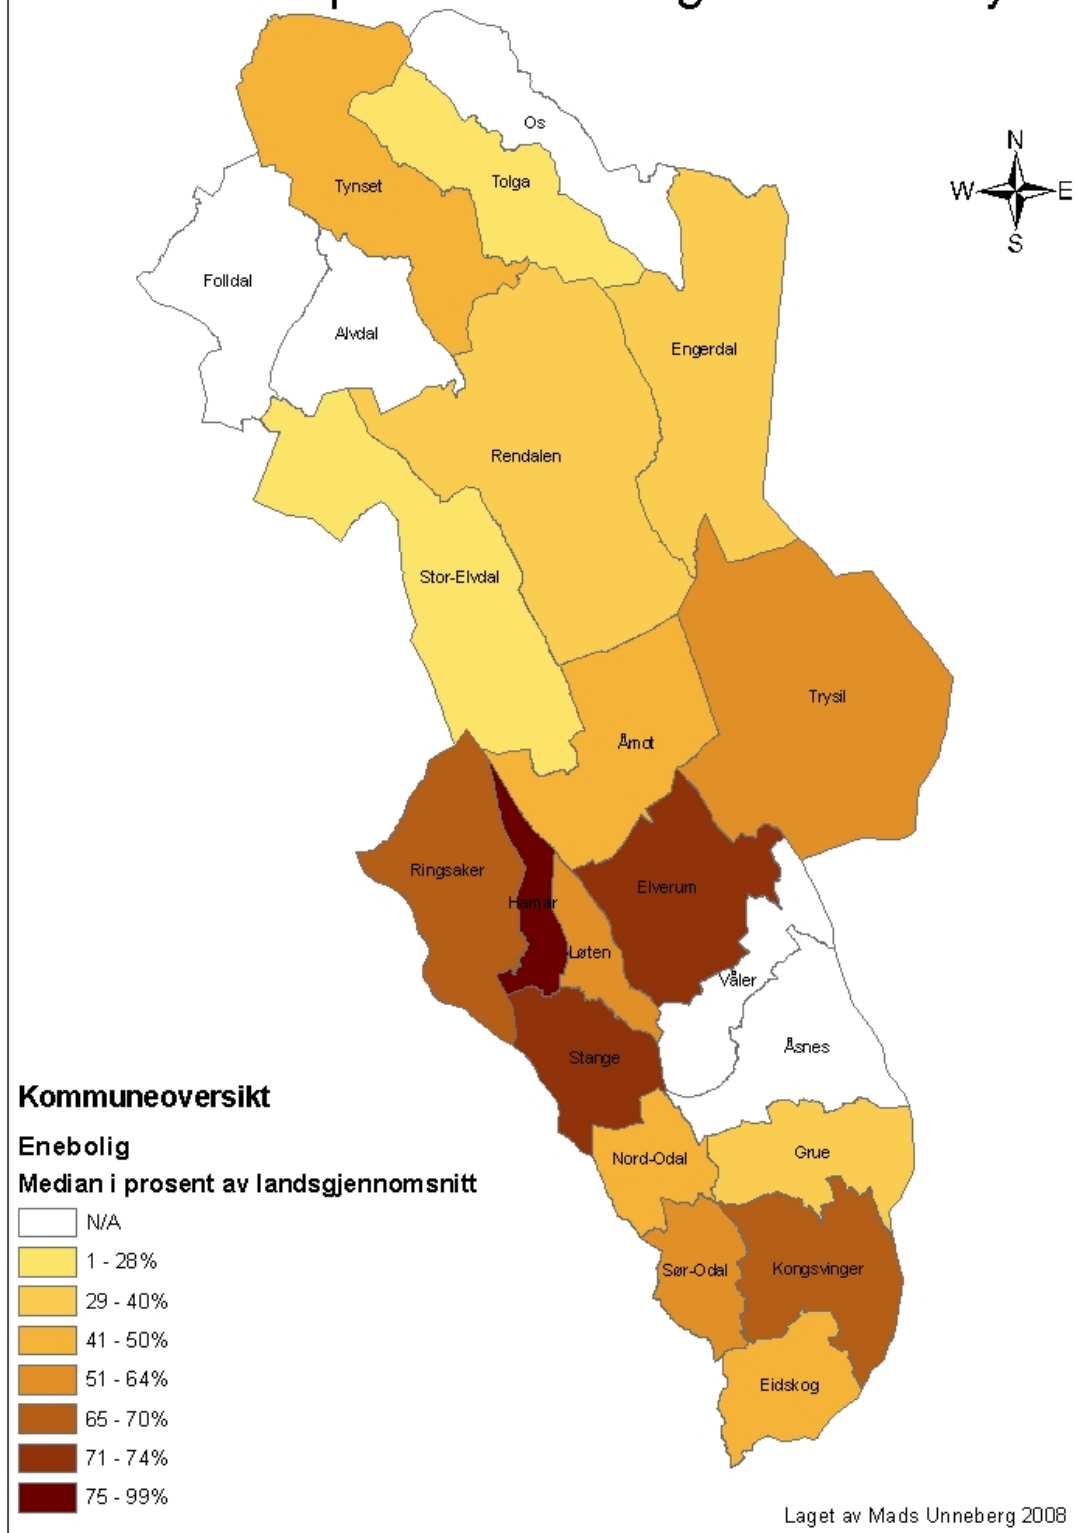 Os
N
W E
S
Tolga
Tynset
Folldal
Alvdal
Engerdal
Rendalen
Stor-Elvdal
Trysil
Åmot
Ringsaker
Elverum
Hamar
Løten
Våler
Åsnes
Stange
Nord-Odal
Grue
Sør-Odal
Kongsvinger
Eidskog
Kommuneoversikt
Enebolig
Median i prosent av landsgjennomsnitt
N/A
1 - 28%
29 - 40%
41 - 50%
51 - 64%
65 - 70%
71 - 74%
75 - 99%
Laget av Mads Unneberg 2008